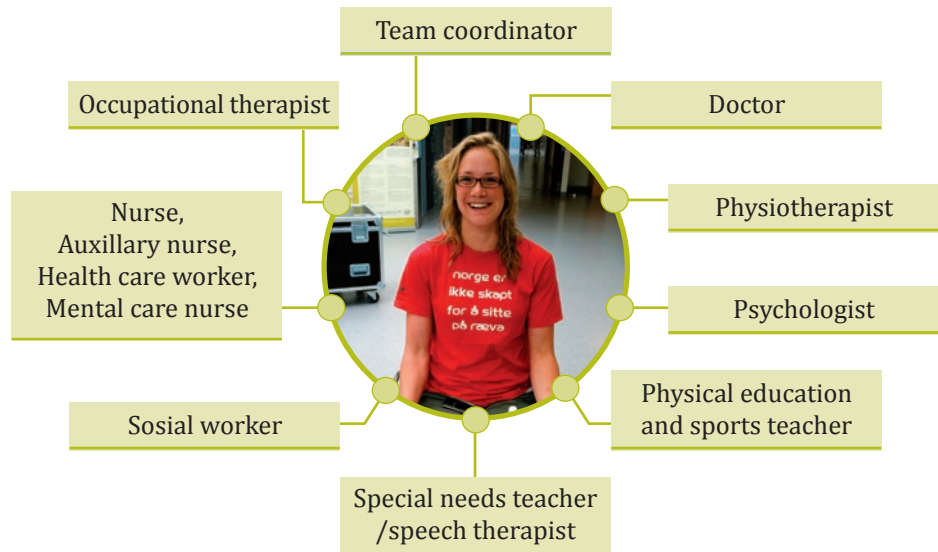 Team coordinator
Occupational therapist
Doctor
Nurse,
Auxillary nurse,
Health care worker,
Mental care nurse
Physiotherapist
norge er
ikke skapt
for å sitte
på ræva
Psychologist
Sosial worker
Physical education
and sports teacher
Special needs teacher
/speech therapist